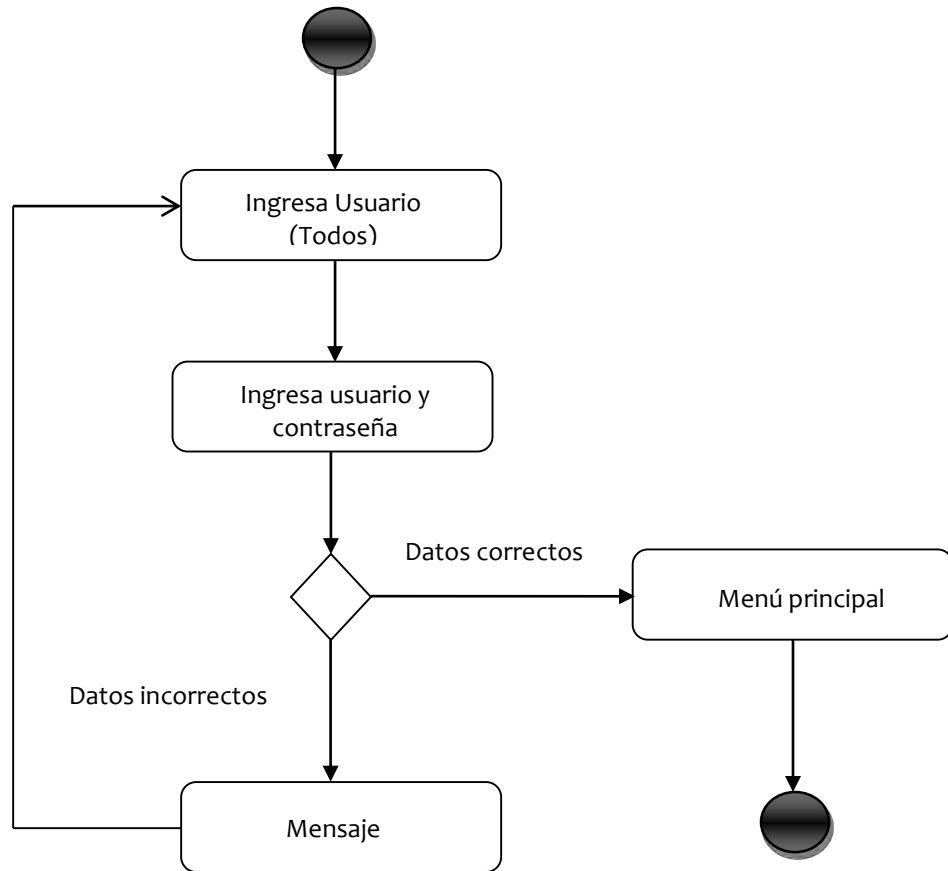 Ingresa Usuario
(Todos)
Ingresa usuario y
contraseña
Datos correctos
Menú principal
Datos incorrectos
Mensaje